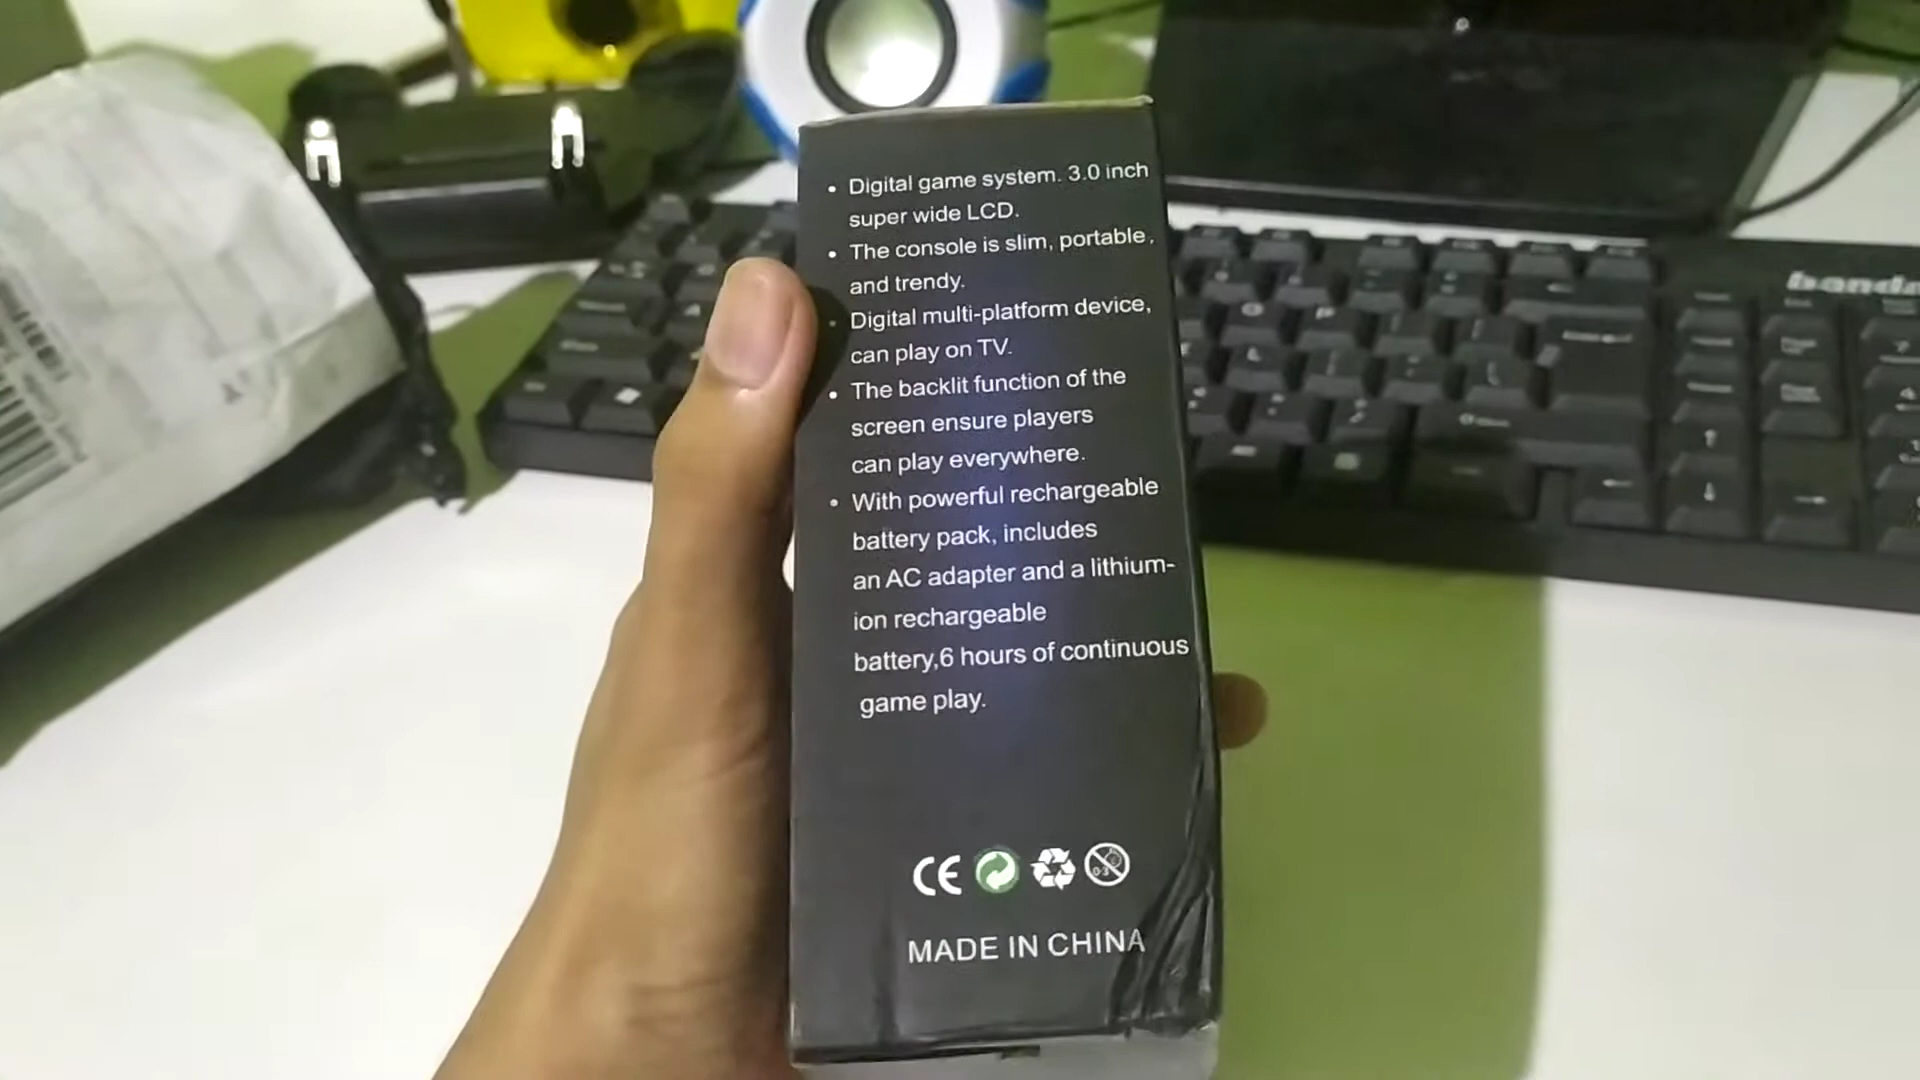 • Digital game system. 3.0 inch
super wide LCD.
• The console is slim, portable,
and trendy.
• Digital multi-platform device,
can play on TV.
• The backlit function of the
screen ensure players
can play everywhere.
• With powerful rechargeable
battery pack, includes
an AC adapter and a lithium-
ion rechargeable
battery,6 hours of continuous
game play.
CE
0-3
MADE IN CHINA